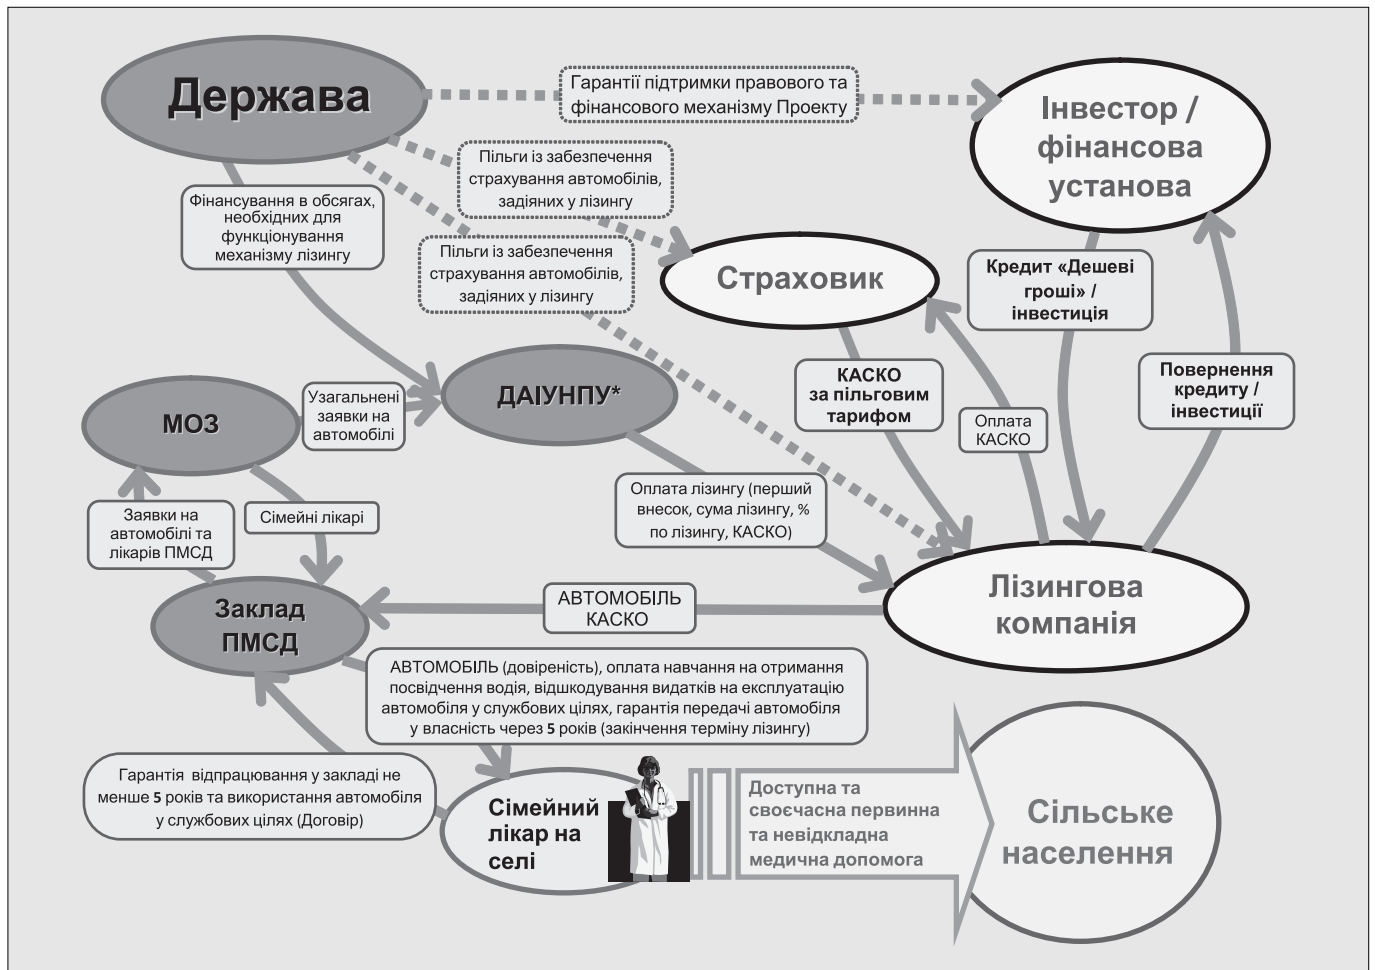 Держава
Гарантії підтримки правового та
фінансового механізму Проекту
Інвестор /
фінансова
установа
Пільги із забезпечення
страхування автомобілів,
задіяних у лізингу
Фінансування в обсягах,
необхідних для
функціонування
механізму лізингу
Пільги із забезпечення
страхування автомобілів,
задіяних у лізингу
Страховик
Кредит «Дешеві
гроші» /
інвестиція
КАСКО
за пільговим
тарифом
Повернення
кредиту /
інвестиції
Оплата
КАСКО
МОЗ
Узагальнені
заявки на
автомобілі
ДАІУНПУ*
Заявки на
автомобілі та
лікарів ПМСД
Сімейні лікарі
Оплата лізингу (перший
внесок, сума лізингу, %
по лізингу, КАСКО)
Заклад
ПМСД
АВТОМОБІЛЬ
КАСКО
Лізингова
компанія
АВТОМОБІЛЬ (довіреність), оплата навчання на отримання
посвідчення водія, відшкодування видатків на експлуатацію
автомобіля у службових цілях, гарантія передачі автомобіля
у власність через 5 років (закінчення терміну лізингу)
Гарантія відпрацювання у закладі не
менше 5 років та використання автомобіля
у службових цілях (Договір)
Сімейний
лікар на
селі
Доступна та
своєчасна первинна
та невідкладна
медична допомога
Сільське
населення